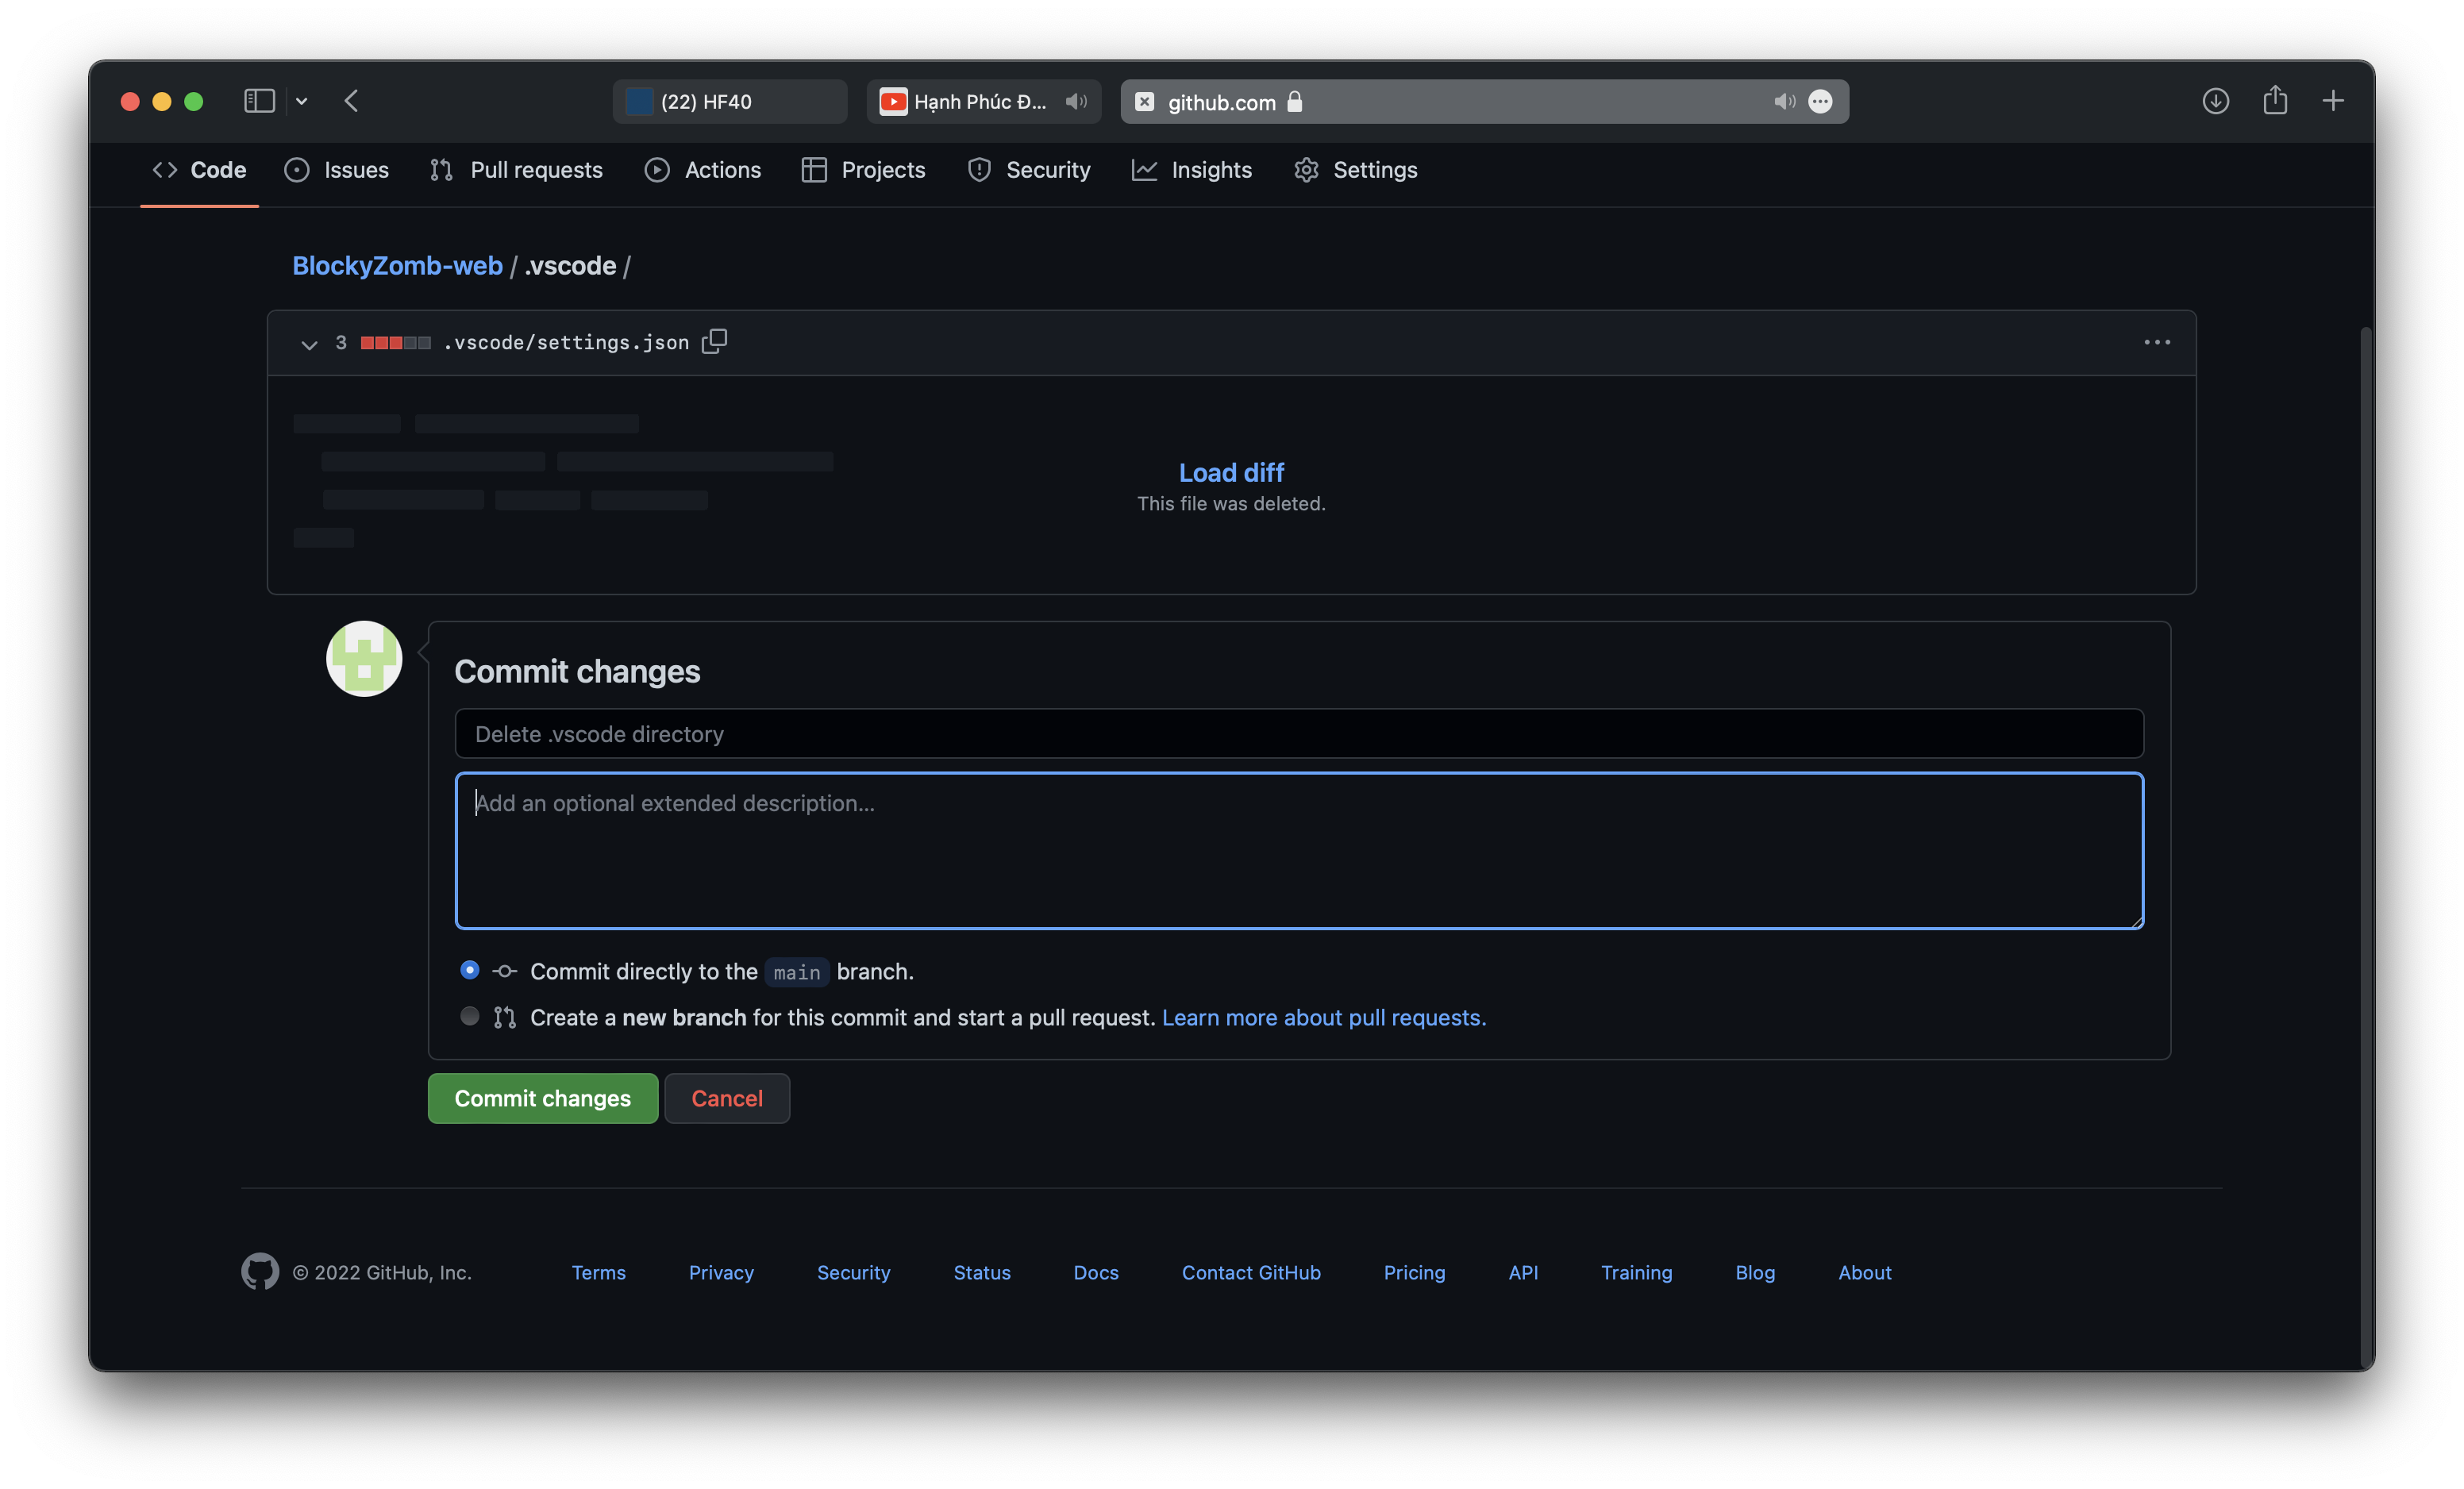 (22) HF40 Hạnh Phúc Đ... github.com
Code Issues Pull requests Actions Projects Security Insights Settings
BlockyZomb-web / .vscode /
3 .vscode/settings.json
Load diff
This file was deleted.
Commit changes
Delete .vscode directory
Add an optional extended description...
Commit directly to the main branch.
Create a new branch for this commit and start a pull request. Learn more about pull requests.
Commit changes Cancel
© 2022 GitHub, Inc. Terms Privacy Security Status Docs Contact GitHub Pricing API Training Blog About